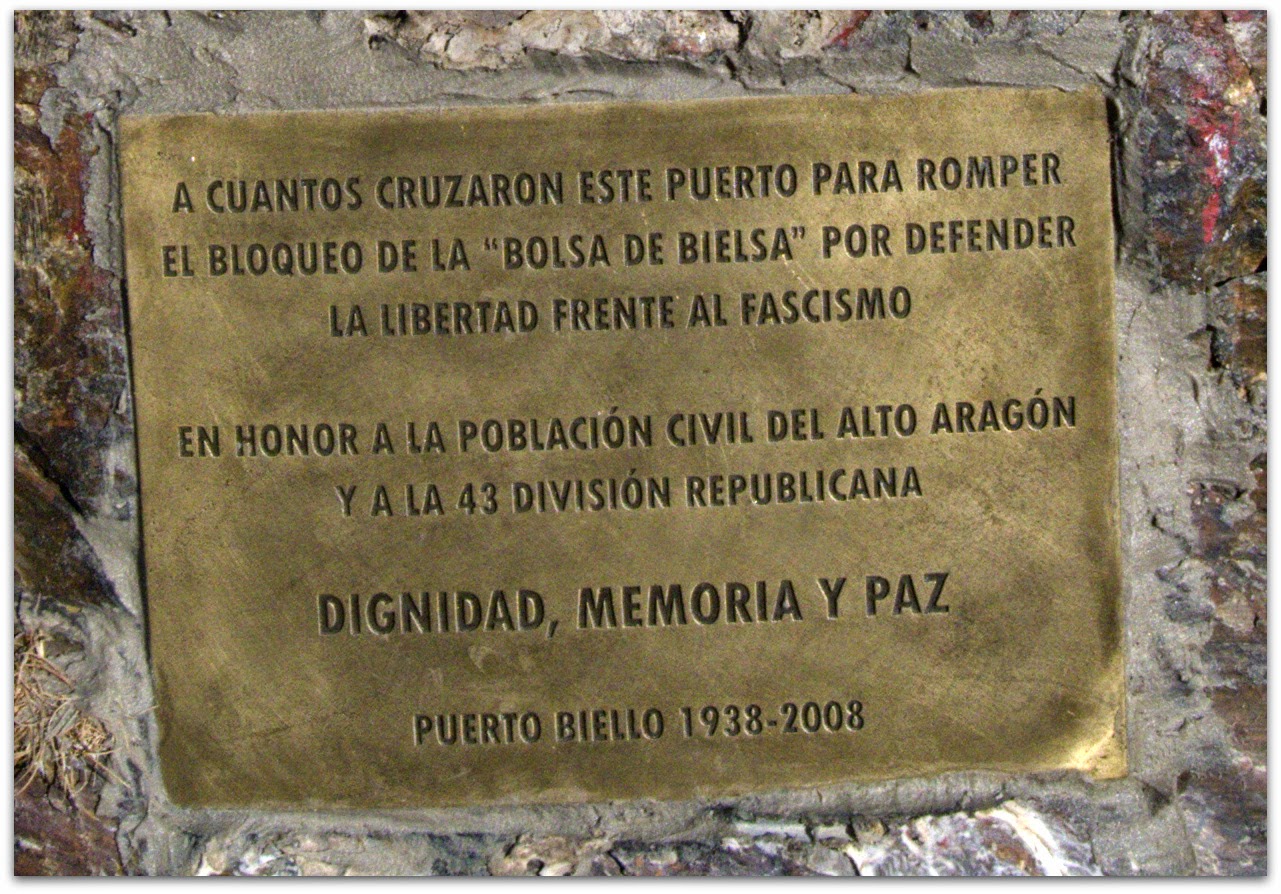 A CUANTOS CRUZARON ESTE PUERTO PARA ROMPER
EL BLOQUEO DE LA “BOLSA DE BIELSA” POR DEFENDER
LA LIBERTAD FRENTE AL FASCISMO
EN HONOR A LA POBLACIÓN CIVIL DEL ALTO ARAGÓN
Y A LA 43 DIVISIÓN REPUBLICANA
DIGNIDAD, MEMORIA Y PAZ
PUERTO BIELLO 1938-2008